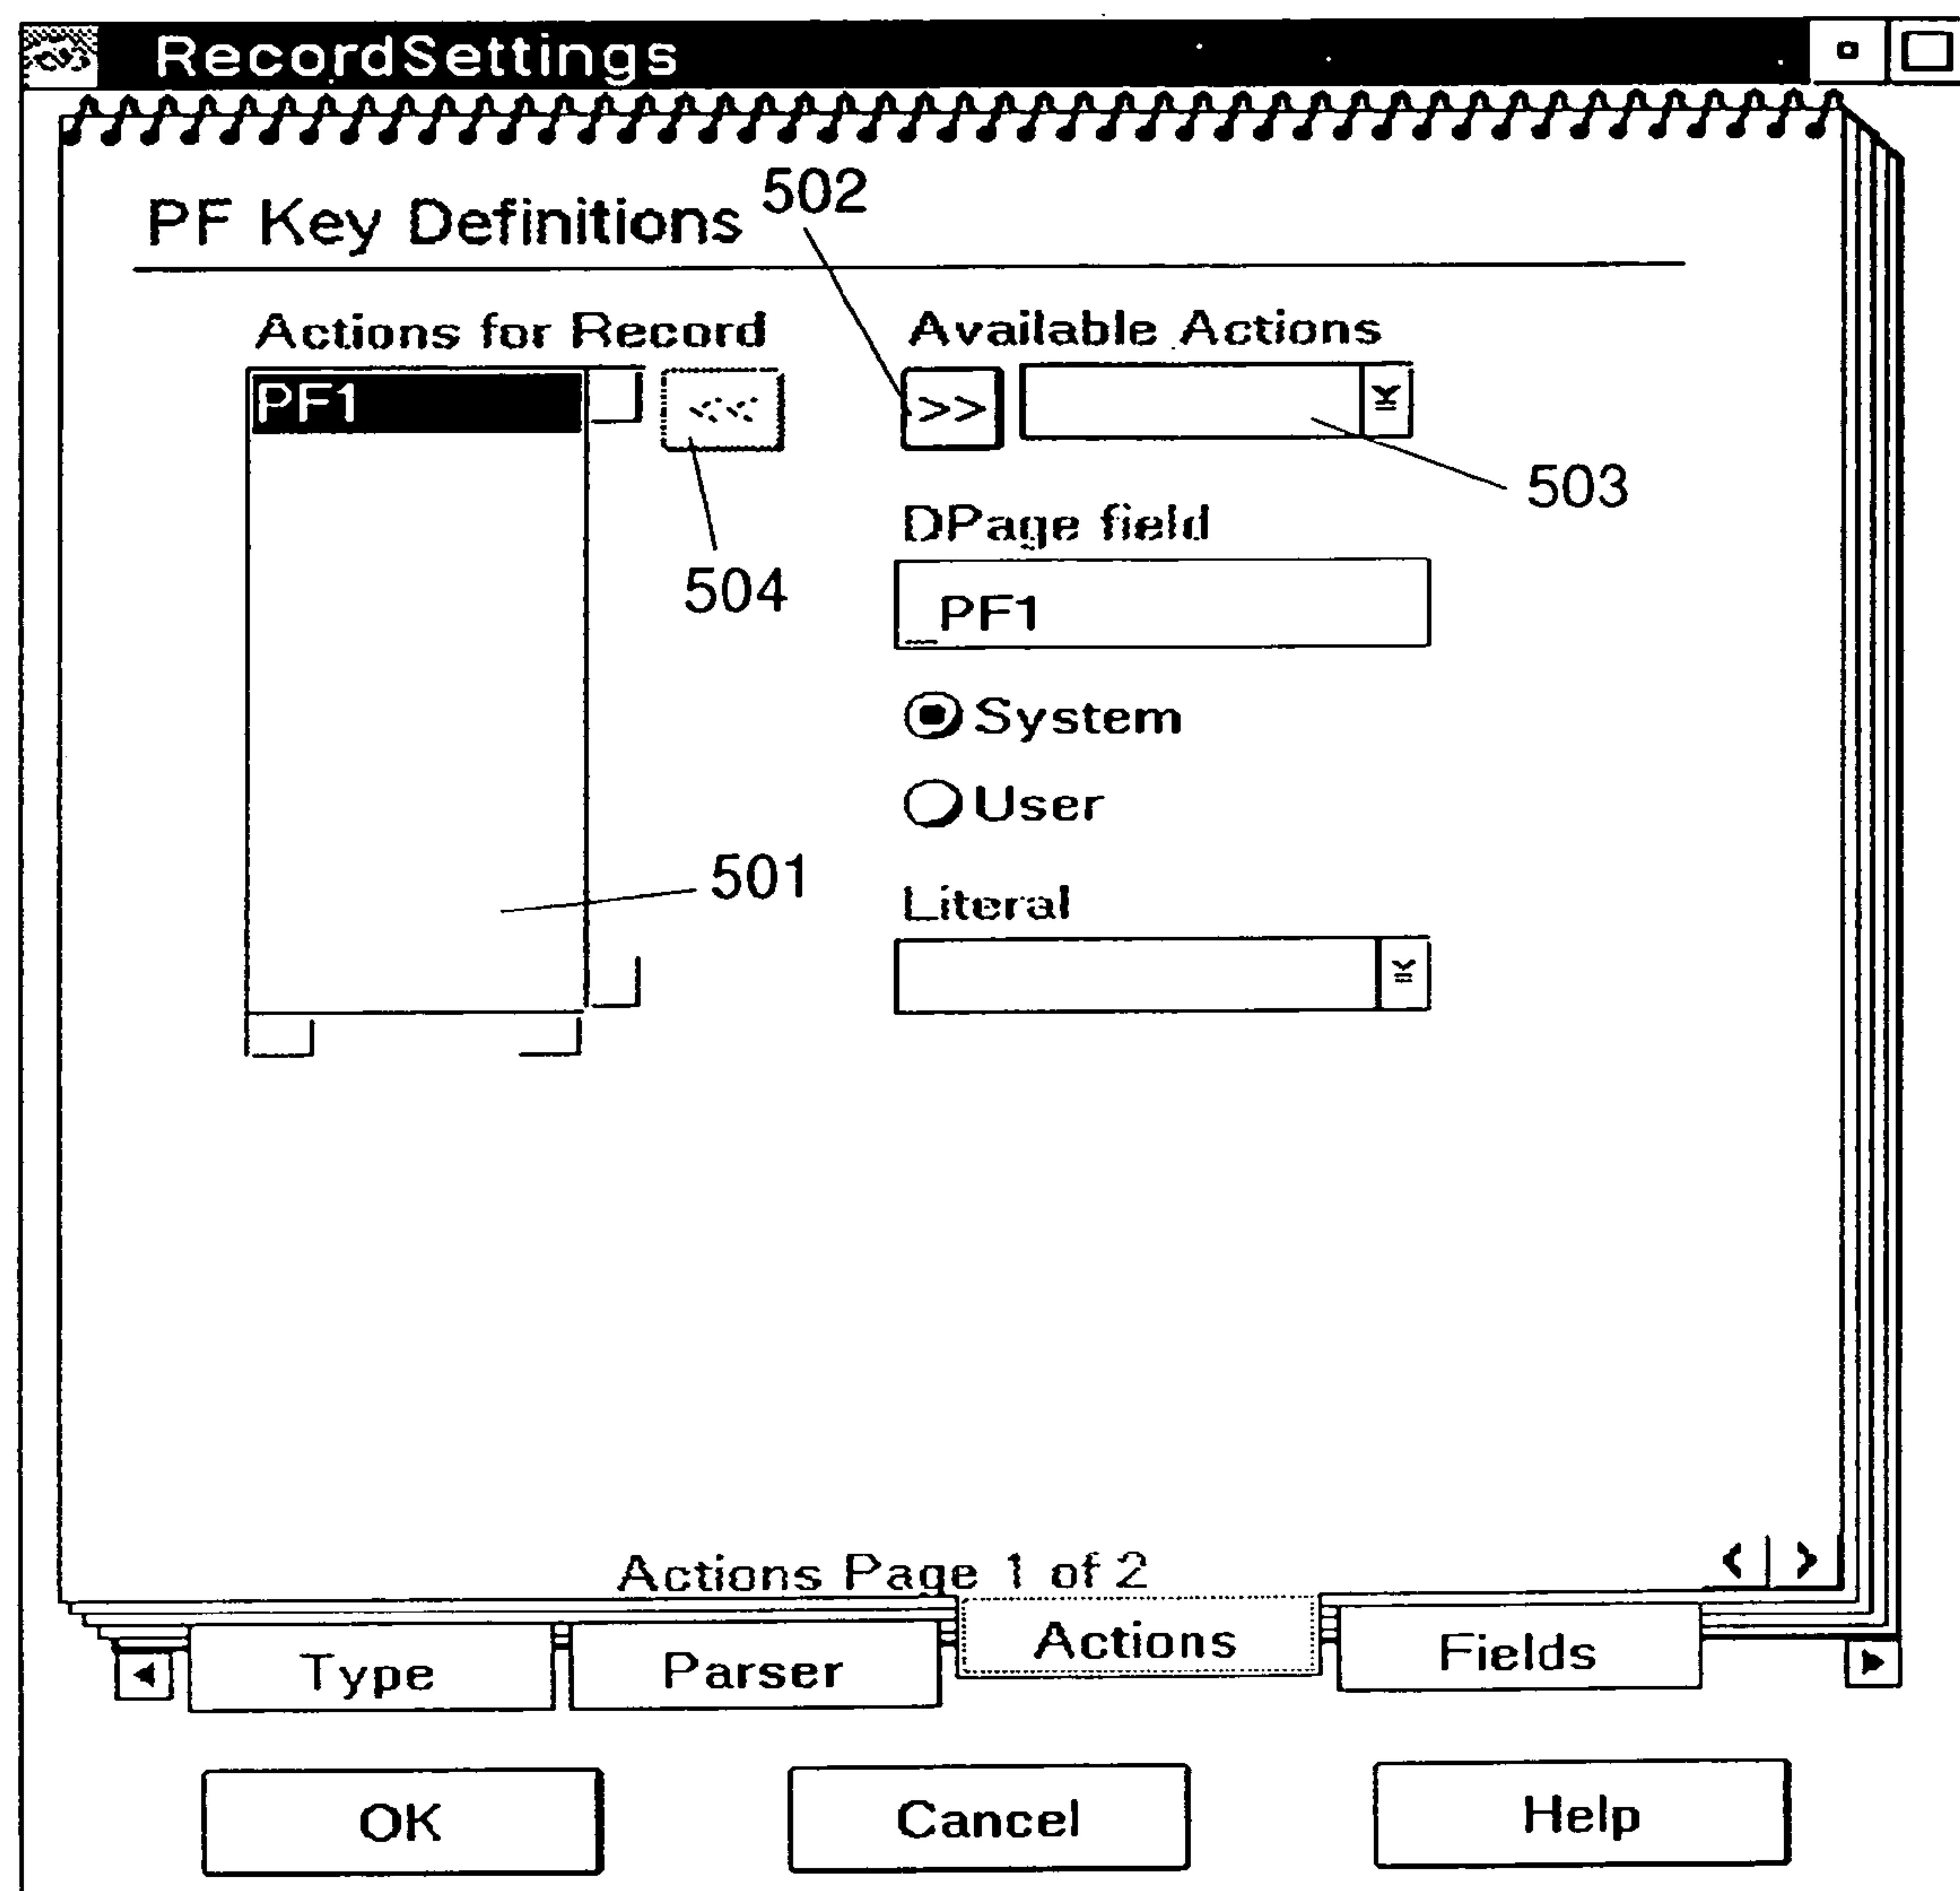 RecordSettings
502
PF Key Definitions
Actions for Record
Available Actions
PF1
<<
>>
503
DPage field
504
_PF1
System
User
501
Literal
Actions Page 1 of 2
< >
Type
Parser
Actions
Fields
OK
Cancel
Help